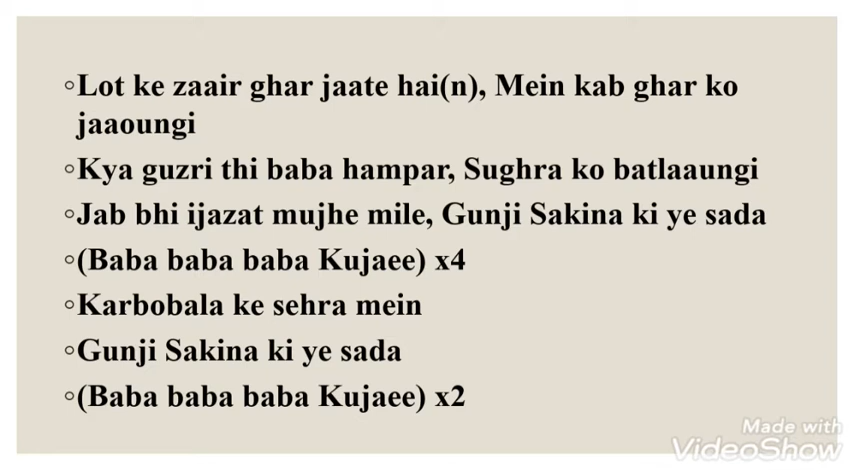 ◦Lot ke zaair ghar jaate hai(n), Mein kab ghar ko
jaaoungi
◦Kya guzri thi baba hampar, Sughra ko batlaaungi
◦Jab bhi ijazat mujhe mile, Gunji Sakina ki ye sada
◦(Baba baba baba Kujaee) x4
◦Karbobala ke sehra mein
◦Gunji Sakina ki ye sada
◦(Baba baba baba Kujaee) x2
Made with
VideoShow